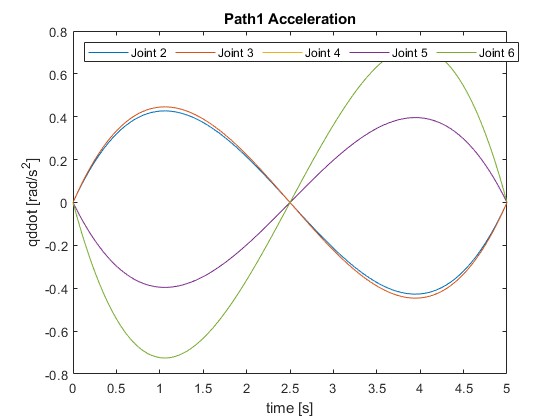 Path1 Acceleration
Joint 2 Joint 3 Joint 4 Joint 5 Joint 6
0.8
0.6
0.4
0.2
0
-0.2
-0.4
-0.6
-0.8
qddot [rad/s²]
0 0.5 1 1.5 2 2.5 3 3.5 4 4.5 5
time [s]